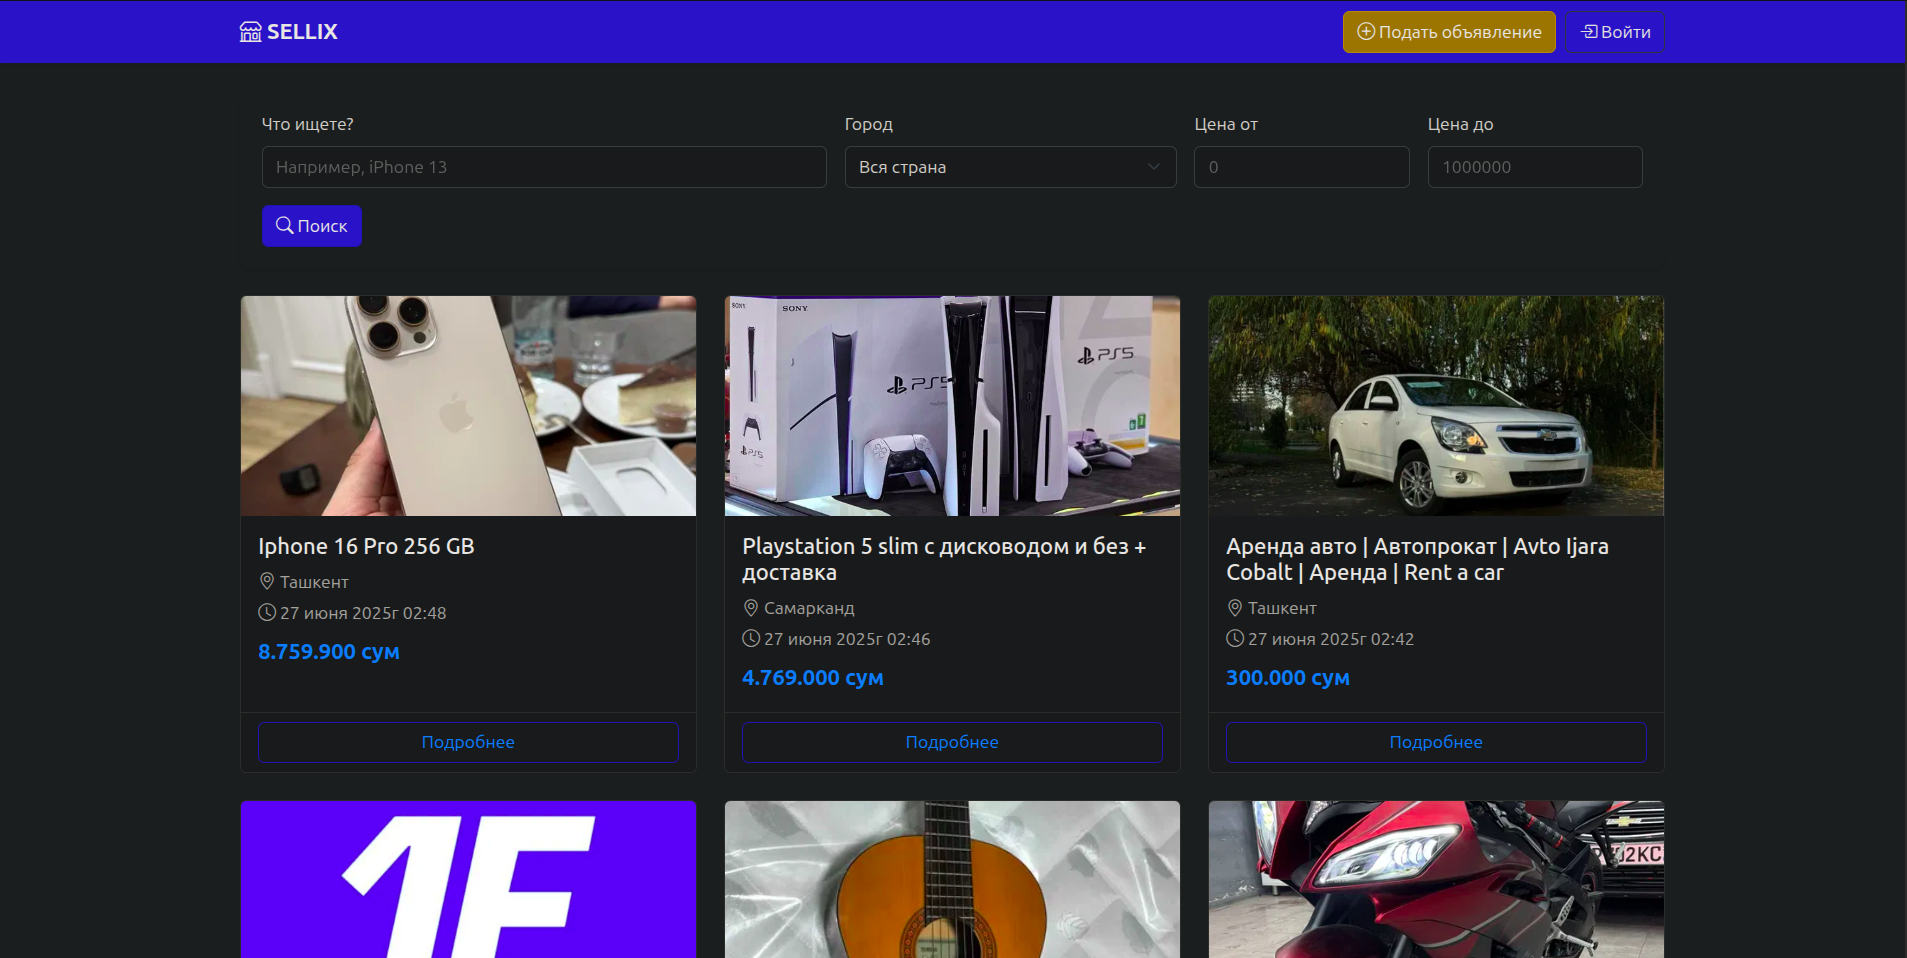 SELLIX
Подать объявление
Войти
Что ищете?
Город
Цена от
Цена до
Например, iPhone 13
Вся страна
0
1000000
Поиск
SONY
SONY
PS5
PS5
PS5
Iphone 16 Pro 256 GB
Ташкент
27 июня 2025г 02:48
8.759.900 сум
Подробнее
Playstation 5 slim с дисководом и без +
доставка
Самарканд
27 июня 2025г 02:46
4.769.000 сум
Подробнее
Аренда авто | Автопрокат | Avto Ijara
Cobalt | Аренда | Rent a car
Ташкент
27 июня 2025г 02:42
300.000 сум
Подробнее
1F